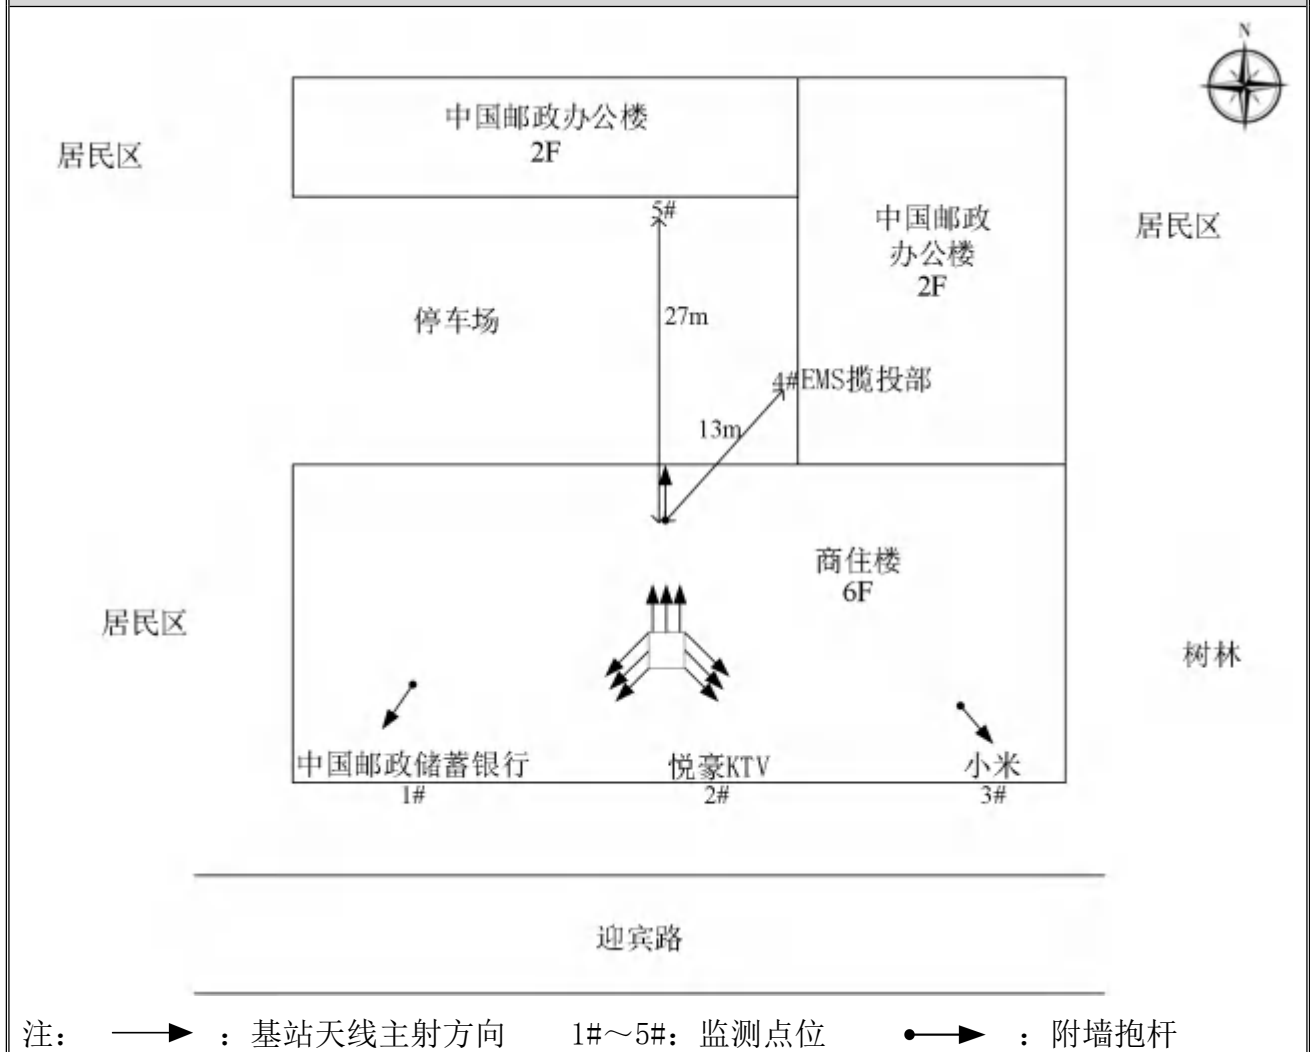 N
中国邮政办公楼
2F
居民区
5#
中国邮政
办公楼
2F
居民区
停车场
27m
4#EMS揽投部
13m
商住楼
6F
居民区
树林
中国邮政储蓄银行
悦豪KTV
小米
1#
2#
3#
迎宾路
注： ：基站天线主射方向 1#～5#：监测点位 ：附墙抱杆